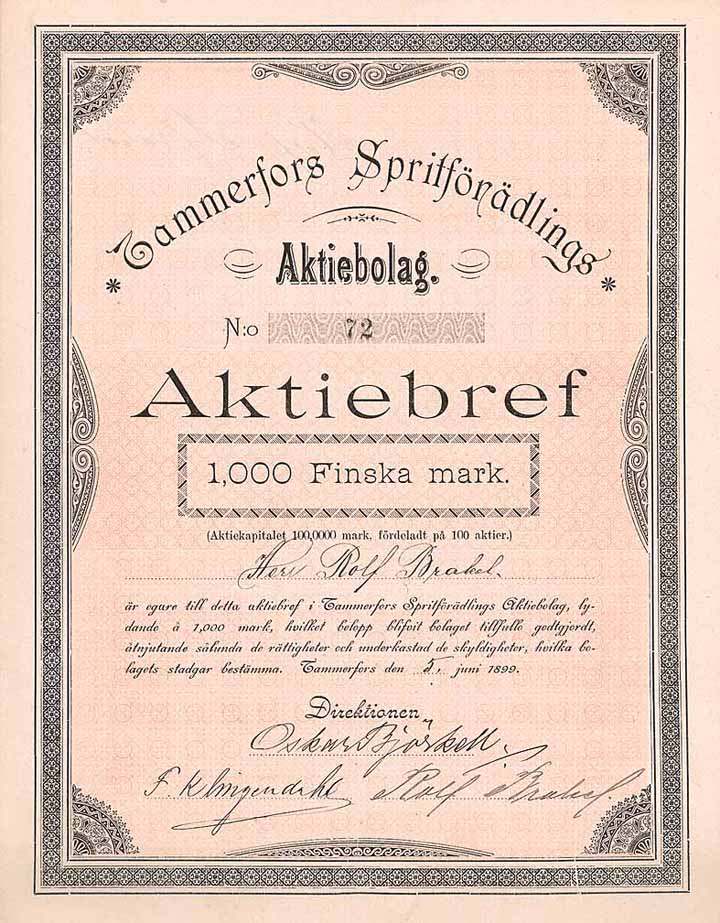 Tammerfors Spritförädlings
Aktiebolag.
N:o 72
Aktiebref
1,000 Finska mark.
(Aktiekapitalet 100,0000 mark, fördeladt på 100 aktier.)
Herr Rolf Brakel.
är egare till detta aktiebref i Tammerfors Spritförädlings Aktiebolag, ly-
dande å 1,000 mark, hvilket belopp blifvit bolaget tillfullo godtgjordt,
åtnjutande sålunda de rättigheter och underkastad de skyldigheter, hvilka bo-
lagets stadgar bestämma. Tammerfors den 5. juni 1899.
Direktionen
Oskar Björkell.
F. Klingendahl Rolf Brakel.